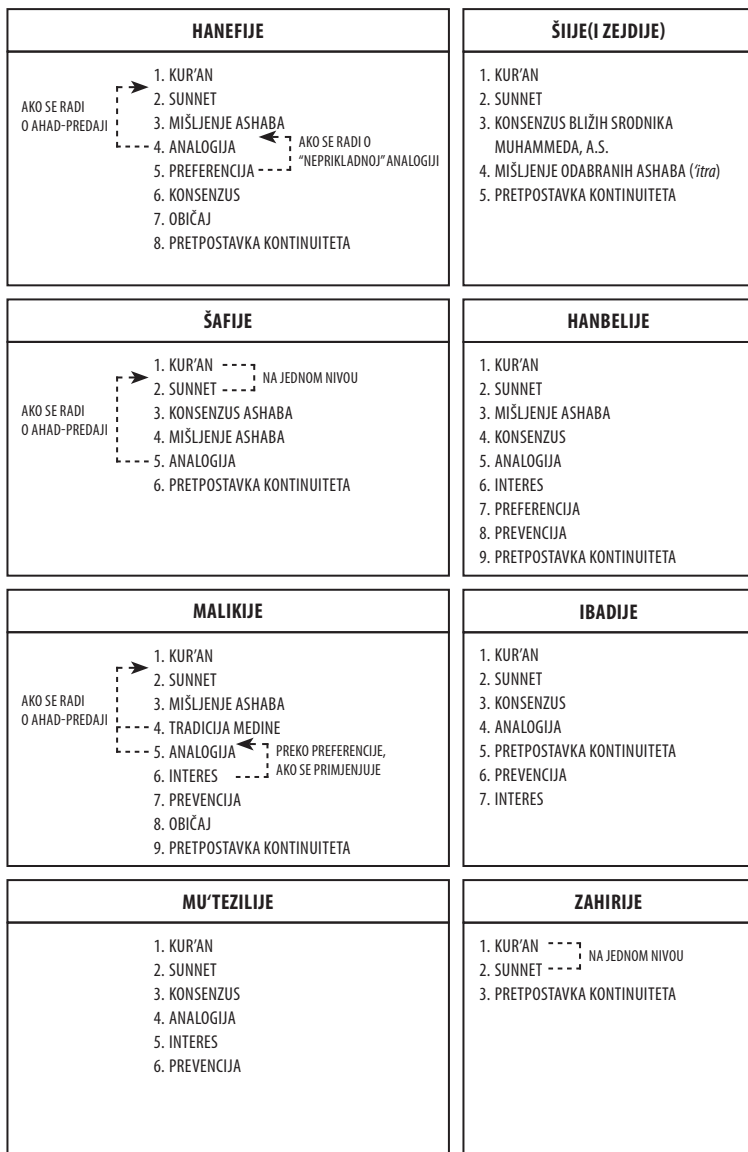 HANEFIJE
AKO SE RADI
O AHAD-PREDAJI
1. KUR’AN
2. SUNNET
3. MIŠLJENJE ASHABA
4. ANALOGIJA
5. PREFERENCIJA
6. KONSENZUS
7. OBIČAJ
8. PRETPOSTAVKA KONTINUITETA
AKO SE RADI O
“NEPRIKLADNOJ” ANALOGIJI
ŠIIJE(I ZEJDIJE)
1. KUR’AN
2. SUNNET
3. KONSENZUS BLIŽIH SRODNIKA
MUHAMMEDA, A.S.
4. MIŠLJENJE ODABRANIH ASHABA (‘itra)
5. PRETPOSTAVKA KONTINUITETA
ŠAFIJE
AKO SE RADI
O AHAD-PREDAJI
1. KUR’AN
2. SUNNET
NA JEDNOM NIVOU
3. KONSENZUS ASHABA
4. MIŠLJENJE ASHABA
5. ANALOGIJA
6. PRETPOSTAVKA KONTINUITETA
HANBELIJE
1. KUR’AN
2. SUNNET
3. MIŠLJENJE ASHABA
4. KONSENZUS
5. ANALOGIJA
6. INTERES
7. PREFERENCIJA
8. PREVENCIJA
9. PRETPOSTAVKA KONTINUITETA
MALIKIJE
AKO SE RADI
O AHAD-PREDAJI
1. KUR’AN
2. SUNNET
3. MIŠLJENJE ASHABA
4. TRADICIJA MEDINE
5. ANALOGIJA
6. INTERES
PREKO PREFERENCIJE,
AKO SE PRIMJENJUJE
7. PREVENCIJA
8. OBIČAJ
9. PRETPOSTAVKA KONTINUITETA
IBADIJE
1. KUR’AN
2. SUNNET
3. KONSENZUS
4. ANALOGIJA
5. PRETPOSTAVKA KONTINUITETA
6. PREVENCIJA
7. INTERES
MU‘TEZILIJE
1. KUR’AN
2. SUNNET
3. KONSENZUS
4. ANALOGIJA
5. INTERES
6. PREVENCIJA
ZAHIRIJE
1. KUR’AN
2. SUNNET
NA JEDNOM NIVOU
3. PRETPOSTAVKA KONTINUITETA